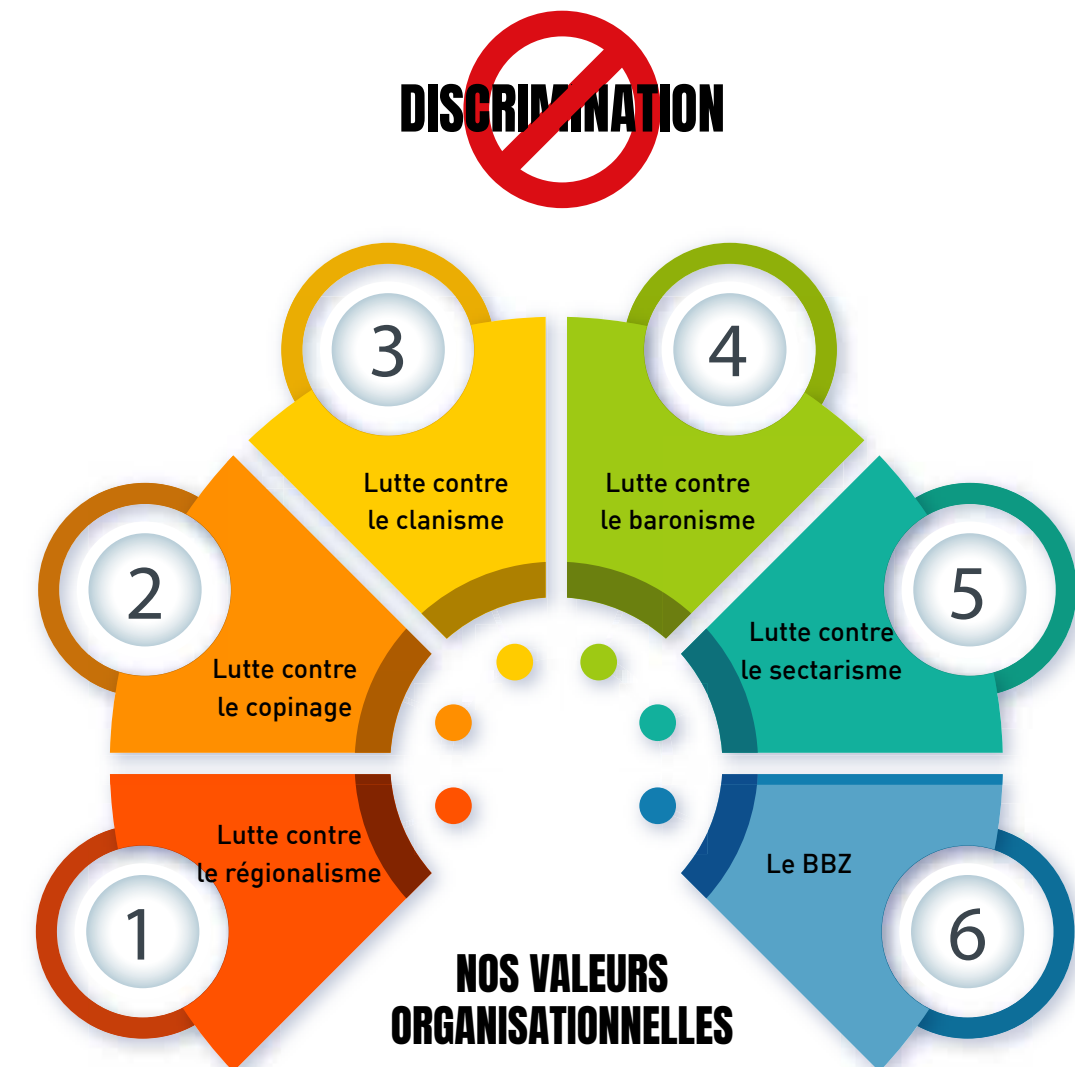 DISCRIMINATION
3
4
Lutte contre
le clanisme
Lutte contre
le baronisme
2
5
Lutte contre
le copinage
Lutte contre
le sectarisme
1
Lutte contre
le régionalisme
Le BBZ
6
NOS VALEURS
ORGANISATIONNELLES